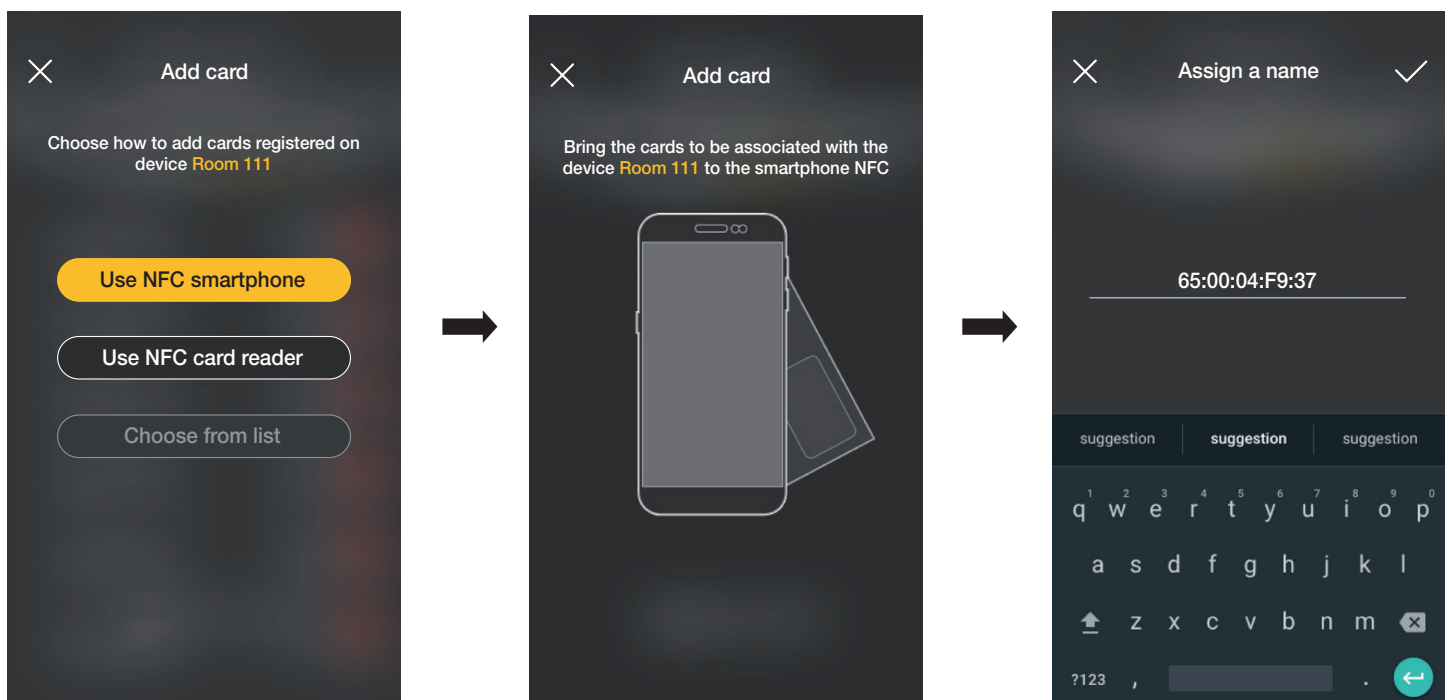 Add card
Choose how to add cards registered on
device Room 111
Use NFC smartphone
Use NFC card reader
Choose from list
Add card
Bring the cards to be associated with the
device Room 111 to the smartphone NFC
Assign a name
65:00:04:F9:37
suggestion suggestion suggestion
1 2 3 4 5 6 7 8 9 0
q w e r t y u i o p
a s d f g h j k l
z x c v b n m
?123 , .